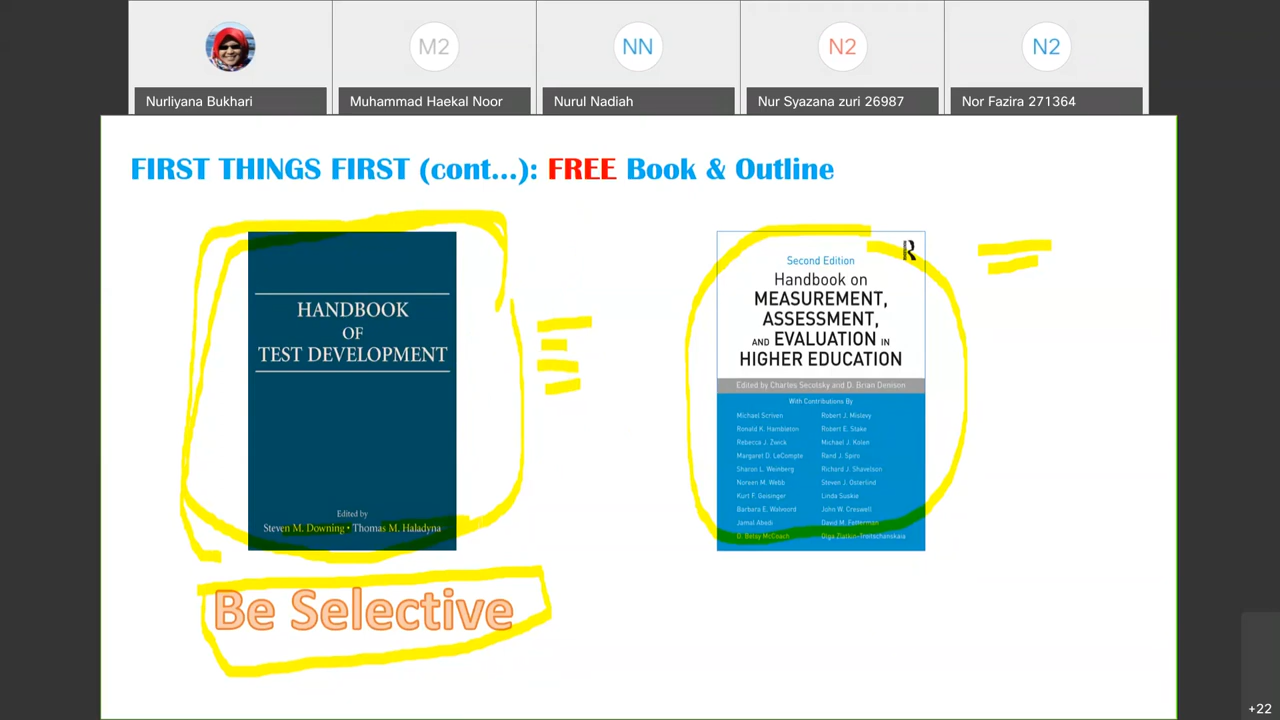 M2
NN
N2
N2
Nurliyana Bukhari
Muhammad Haekal Noor
Nurul Nadiah
Nur Syazana zuri 26987
Nor Fazira 271364
FIRST THINGS FIRST (cont...): FREE Book & Outline
HANDBOOK
OF
TEST DEVELOPMENT
Edited by
Steven M. Downing • Thomas M. Haladyna
Be Selective
R
Second Edition
Handbook on
MEASUREMENT,
ASSESSMENT,
AND EVALUATION IN
HIGHER EDUCATION
Edited by Charles Secolsky and D. Brian Denison
With Contributions By
Michael Scriven Robert J. Mislevy
Ronald K. Hambleton Robert E. Stake
Rebecca J. Zwick Michael J. Kolen
Margaret D. LeCompte Rand J. Spiro
Sharon L. Weinberg Richard J. Shavelson
Noreen M. Webb Steven J. Osterlind
Kurt F. Geisinger Linda Suskie
Barbara E. Walvoord John W. Creswell
Jamal Abedi David M. Fetterman
D. Betsy McCoach Olga Zlatkin-Troitschanskaia
+22